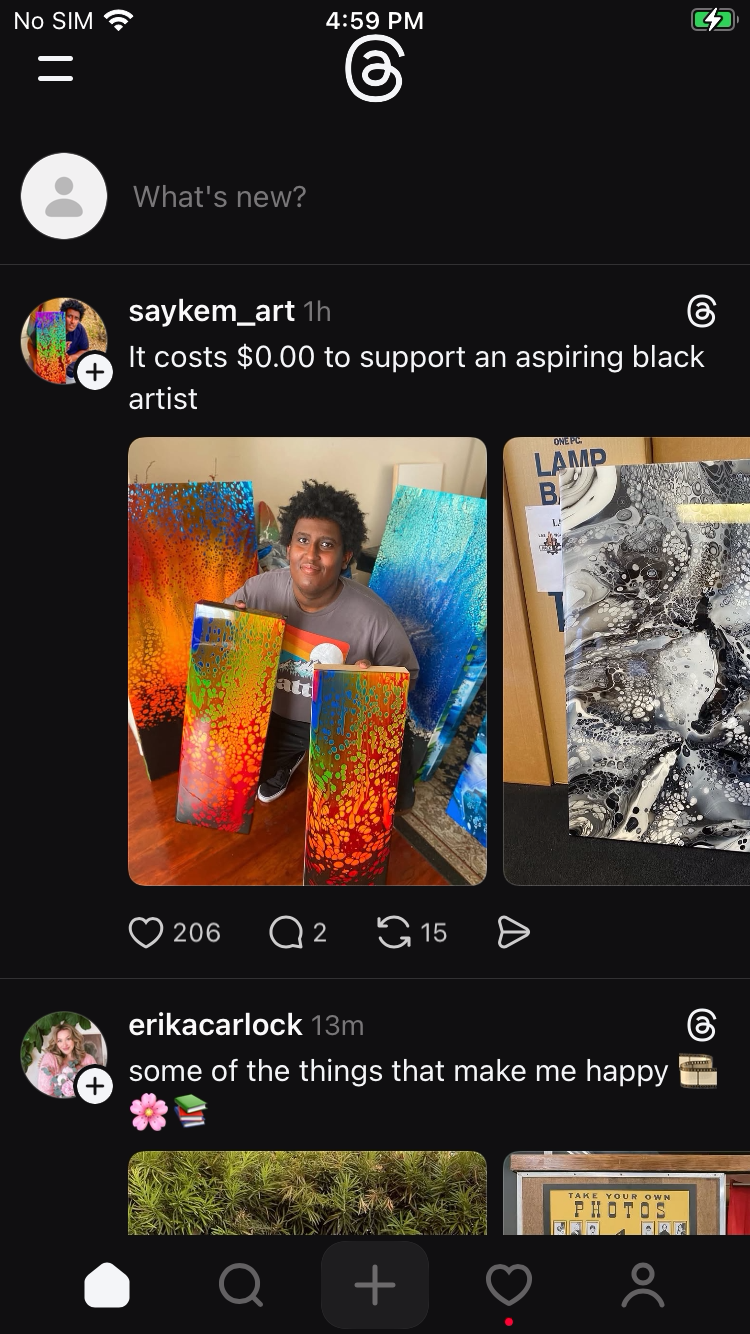 No SIM 4:59 PM
What's new?
saykem_art 1h
It costs $0.00 to support an aspiring black
artist
ONE PC.
LAMP
206 2 15
erikacarlock 13m
some of the things that make me happy 🎞️
🌸📚
TAKE YOUR OWN
PHOTOS